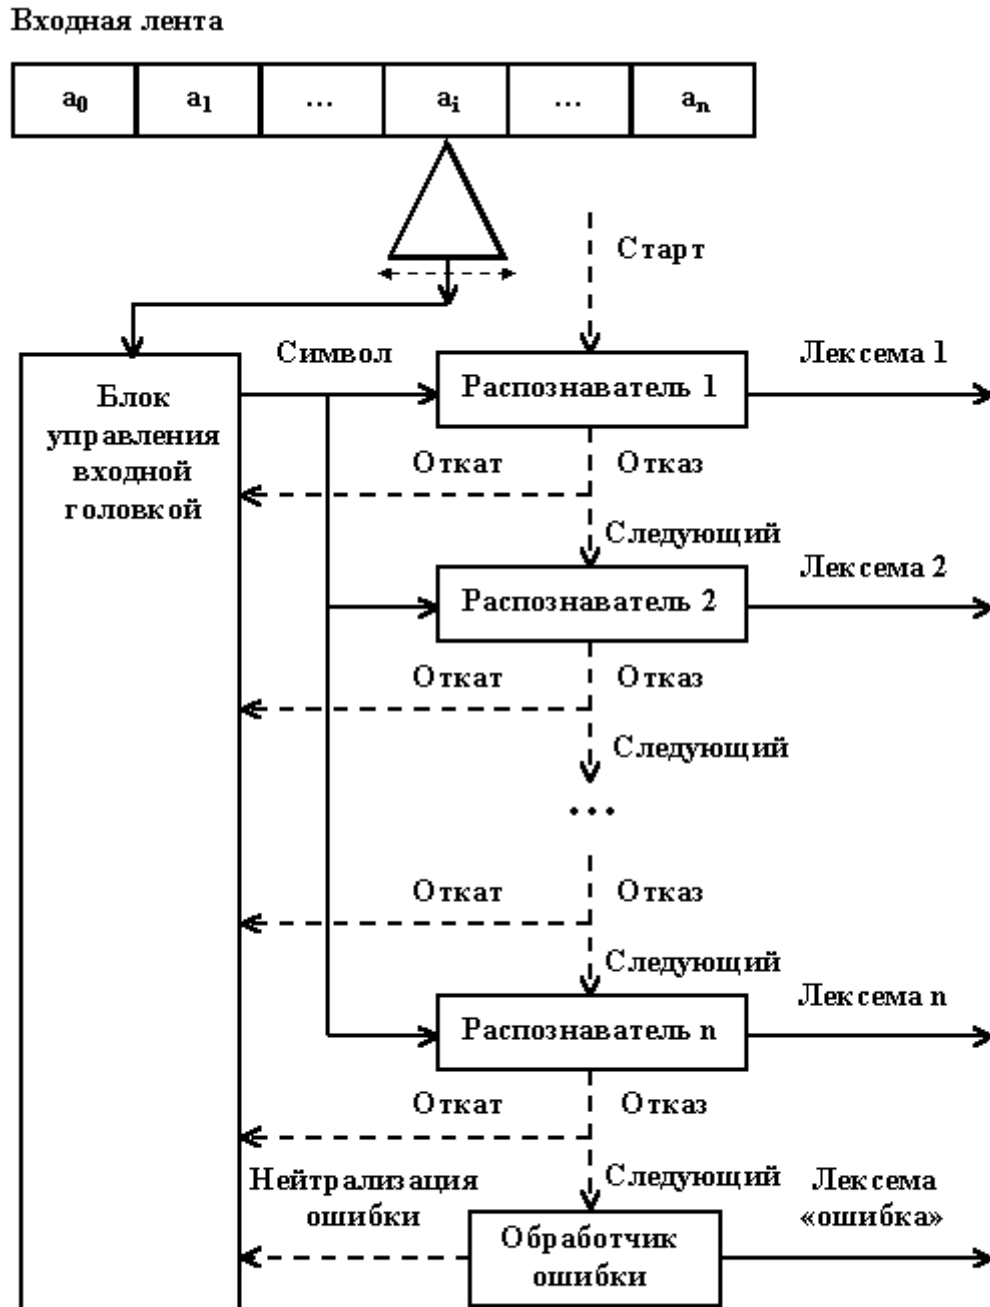 Входная лента
a0 a1 ... ai ... an
Старт
Символ
Лексема 1
Распознаватель 1
Блок
управления
входной
головкой
Откат
Отказ
Следующий
Лексема 2
Распознаватель 2
Откат
Отказ
Следующий
...
Откат
Отказ
Следующий
Лексема n
Распознаватель n
Откат
Отказ
Следующий
Нейтрализация
ошибки
Лексема
«ошибка»
Обработчик
ошибки